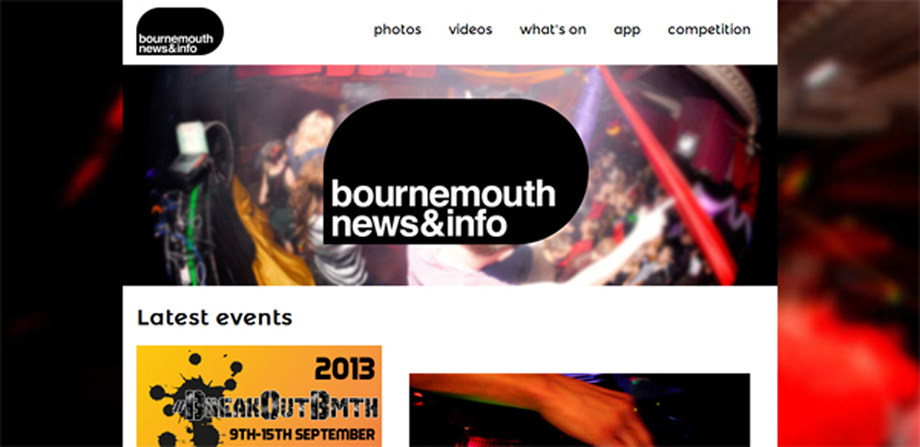 bournemouth
news&info
photos
videos
what's on
app
competition
bournemouth
news&info
Latest events
2013
#BREAKOUTBMTH
9TH-15TH SEPTEMBER